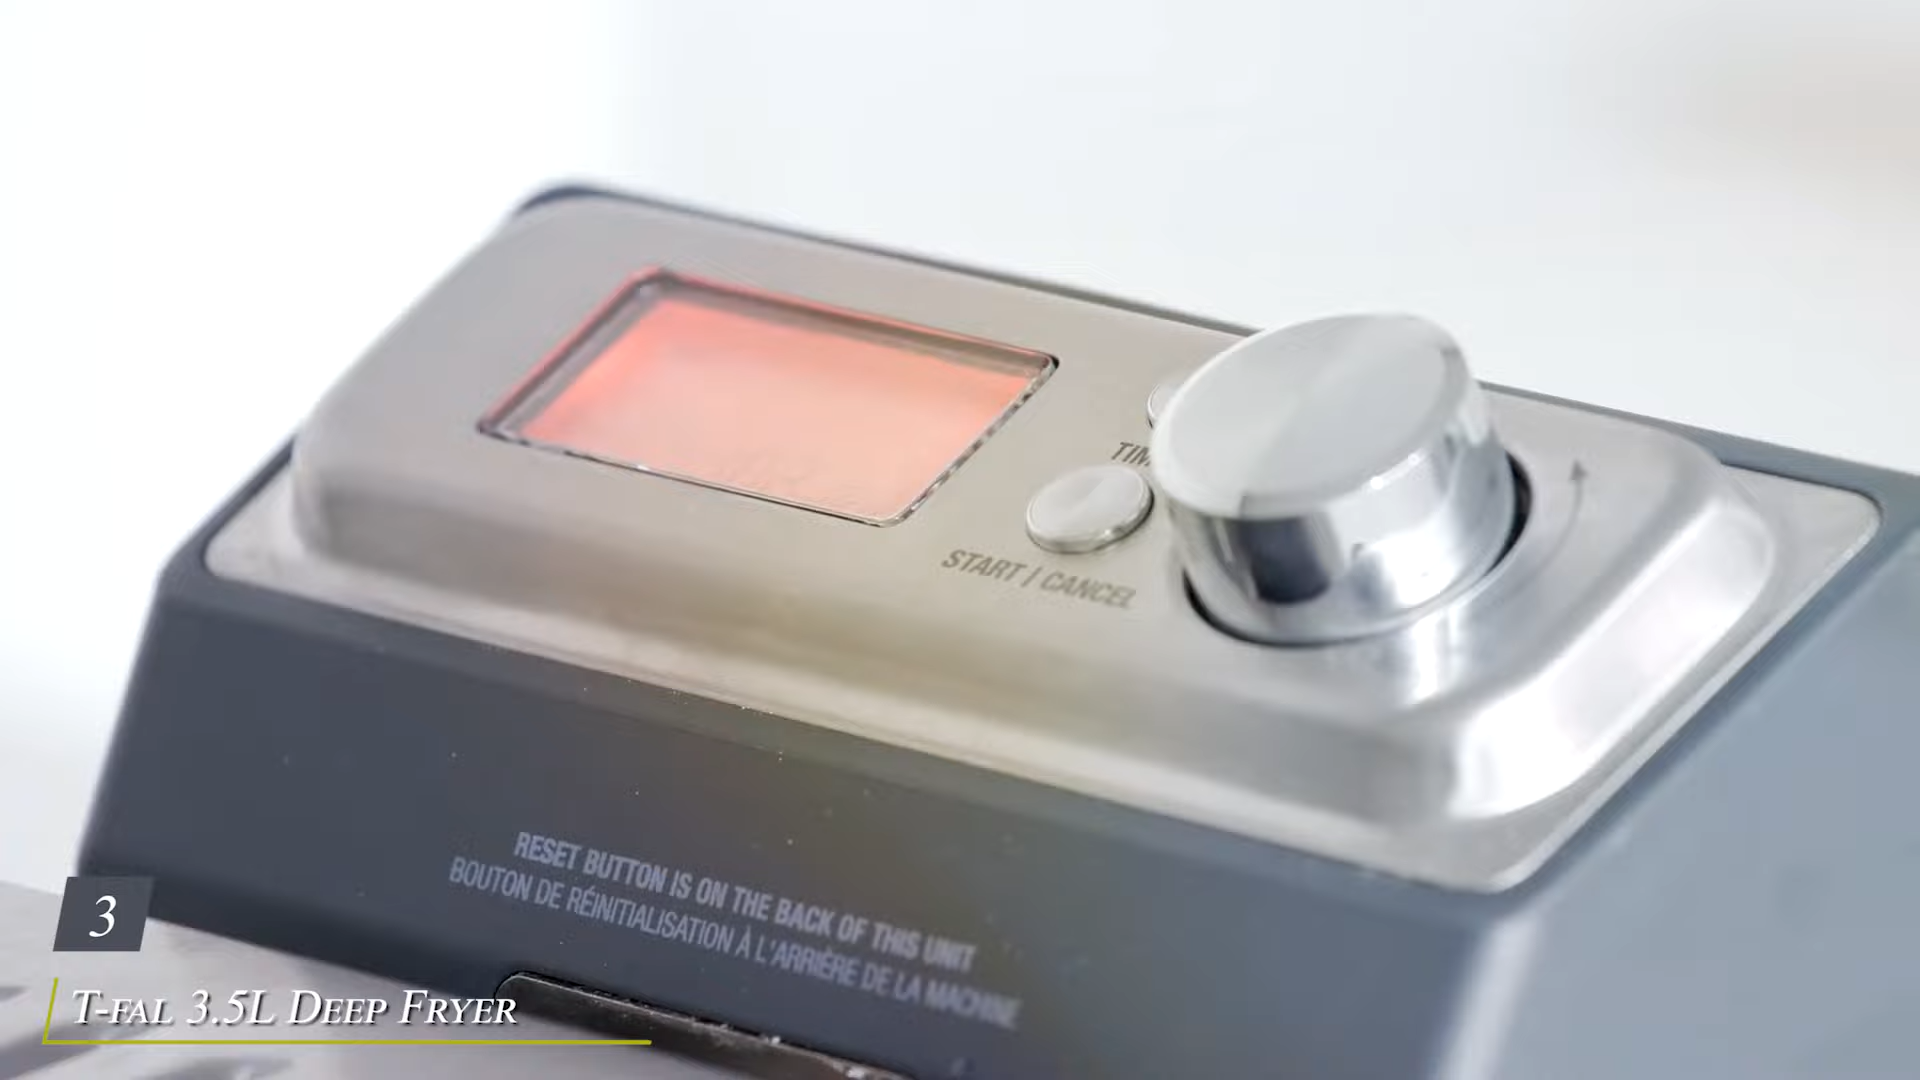 START / CANCEL
RESET BUTTON IS ON THE BACK OF THIS UNIT
BOUTON DE RÉINITIALISATION À L'ARRIÈRE DE LA MACHINE
3
T-FAL 3.5L DEEP FRYER